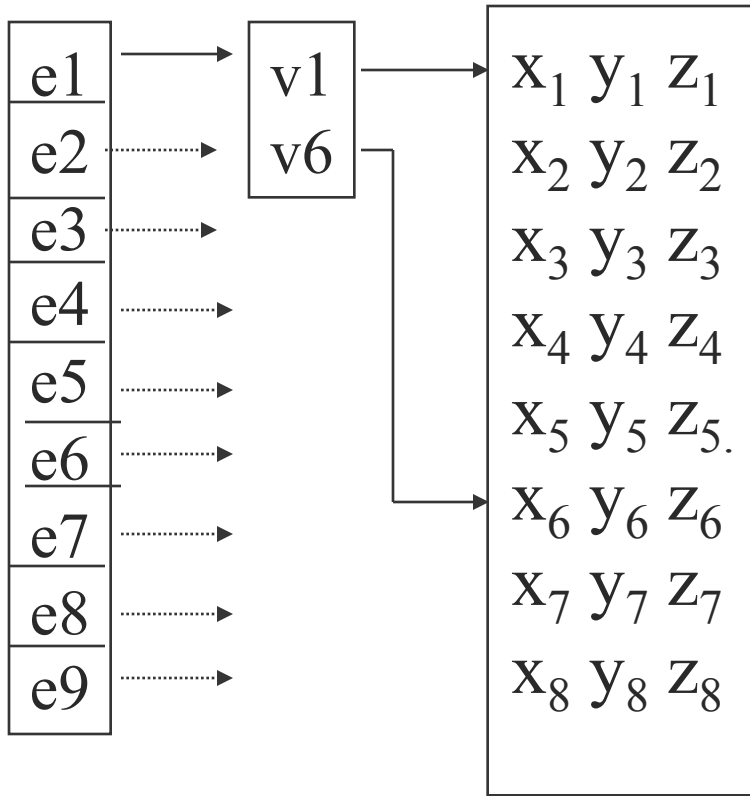 e1
e2
e3
e4
e5
e6
e7
e8
e9
v1
v6
x₁ y₁ z₁
x₂ y₂ z₂
x₃ y₃ z₃
x₄ y₄ z₄
x₅ y₅ z₅.
x₆ y₆ z₆
x₇ y₇ z₇
x₈ y₈ z₈